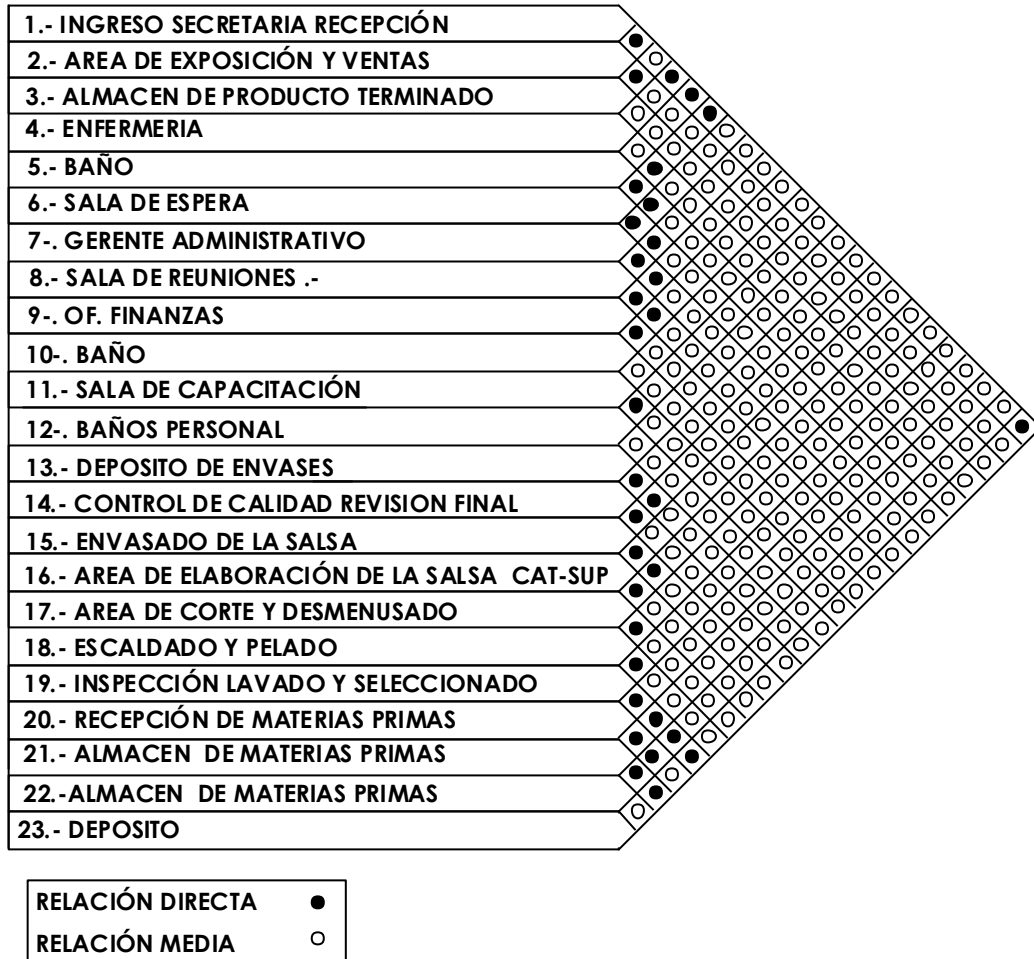 1.- INGRESO SECRETARIA RECEPCIÓN
2.- AREA DE EXPOSICIÓN Y VENTAS
3.- ALMACEN DE PRODUCTO TERMINADO
4.- ENFERMERIA
5.- BAÑO
6.- SALA DE ESPERA
7-. GERENTE ADMINISTRATIVO
8.- SALA DE REUNIONES .-
9-. OF. FINANZAS
10-. BAÑO
11.- SALA DE CAPACITACIÓN
12-. BAÑOS PERSONAL
13.- DEPOSITO DE ENVASES
14.- CONTROL DE CALIDAD REVISION FINAL
15.- ENVASADO DE LA SALSA
16.- AREA DE ELABORACIÓN DE LA SALSA CAT-SUP
17.- AREA DE CORTE Y DESMENUSADO
18.- ESCALDADO Y PELADO
19.- INSPECCIÓN LAVADO Y SELECCIONADO
20.- RECEPCIÓN DE MATERIAS PRIMAS
21.- ALMACEN DE MATERIAS PRIMAS
22.-ALMACEN DE MATERIAS PRIMAS
23.- DEPOSITO
RELACIÓN DIRECTA
RELACIÓN MEDIA